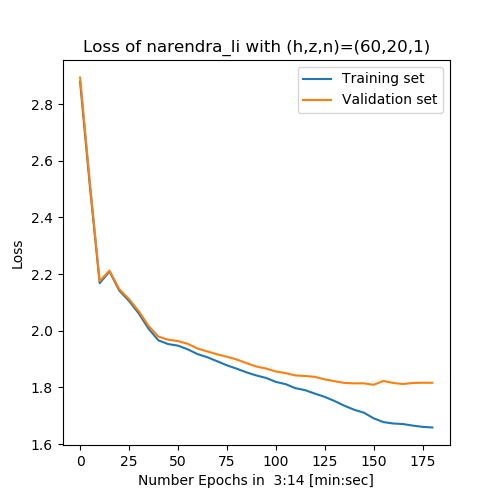 Loss of narendra_li with (h,z,n)=(60,20,1)
Training set
Validation set
Loss
2.8
2.6
2.4
2.2
2.0
1.8
1.6
0 25 50 75 100 125 150 175
Number Epochs in  3:14 [min:sec]